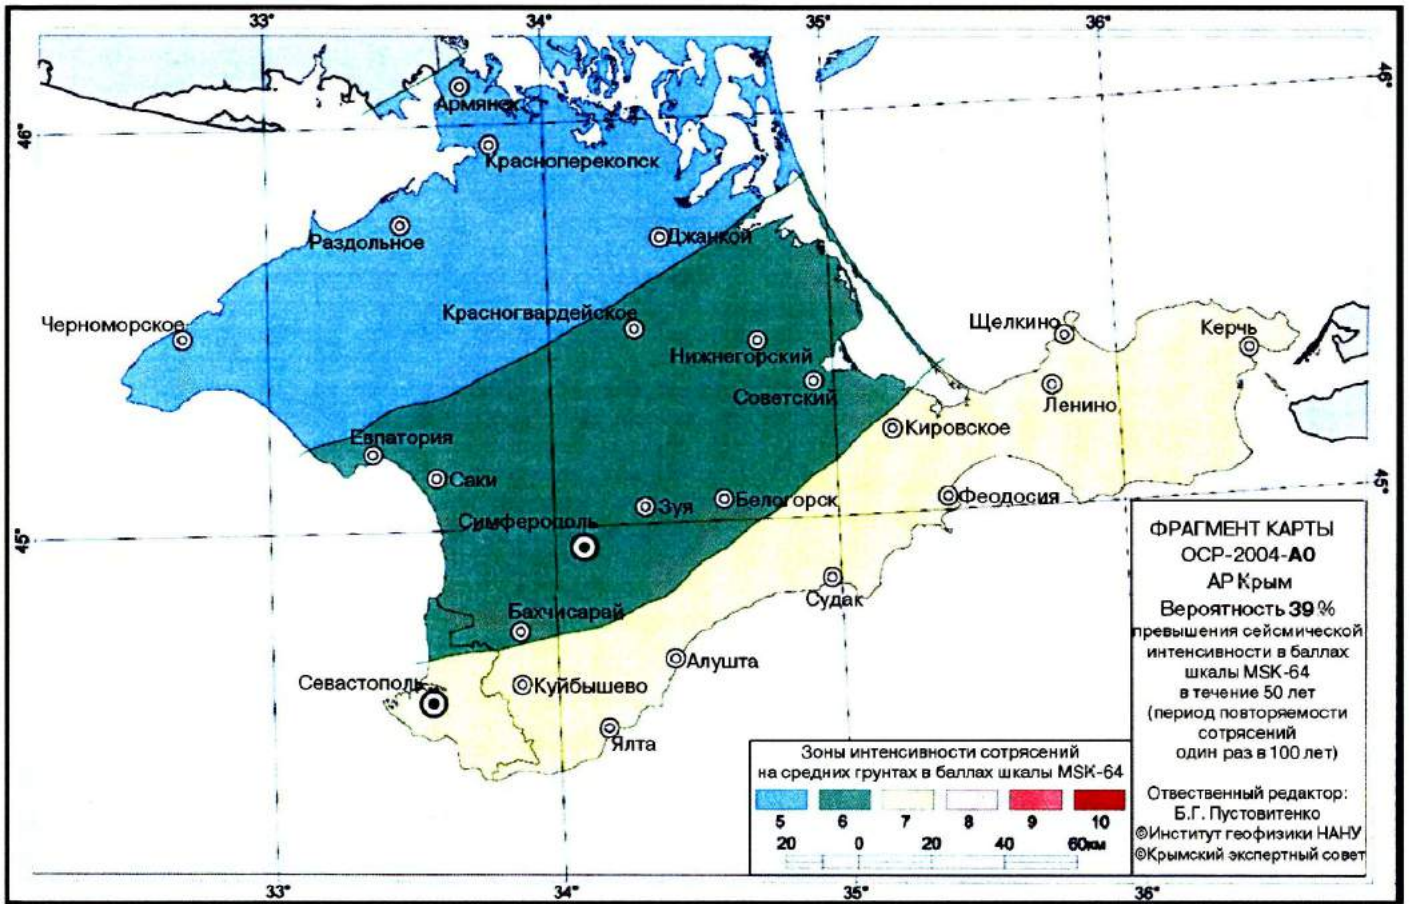 33°
34°
35°
36°
46°
46°
Армянск
Красноперекопск
Раздольное
Джанкой
Черноморское
Красногвардейское
Нижнегорский
Советский
Щелкино
Керчь
Ленино
Кировское
Евпатория
Саки
Зуя
Белогорск
Феодосия
Симферополь
45°
45°
Судак
Бахчисарай
Алушта
Севастополь
Куйбышево
Ялта
ФРАГМЕНТ КАРТЫ
ОСР-2004-А0
АР Крым
Вероятность 39 %
превышения сейсмической
интенсивности в баллах
шкалы MSK-64
в течение 50 лет
(период повторяемости
сотрясений
один раз в 100 лет)
Отвественный редактор:
Б.Г. Пустовитенко
©Институт геофизики НАНУ
©Крымский экспертный совет
Зоны интенсивности сотрясений
на средних грунтах в баллах шкалы MSK-64
5 6 7 8 9 10
20 0 20 40 60км
33°
34°
35°
36°